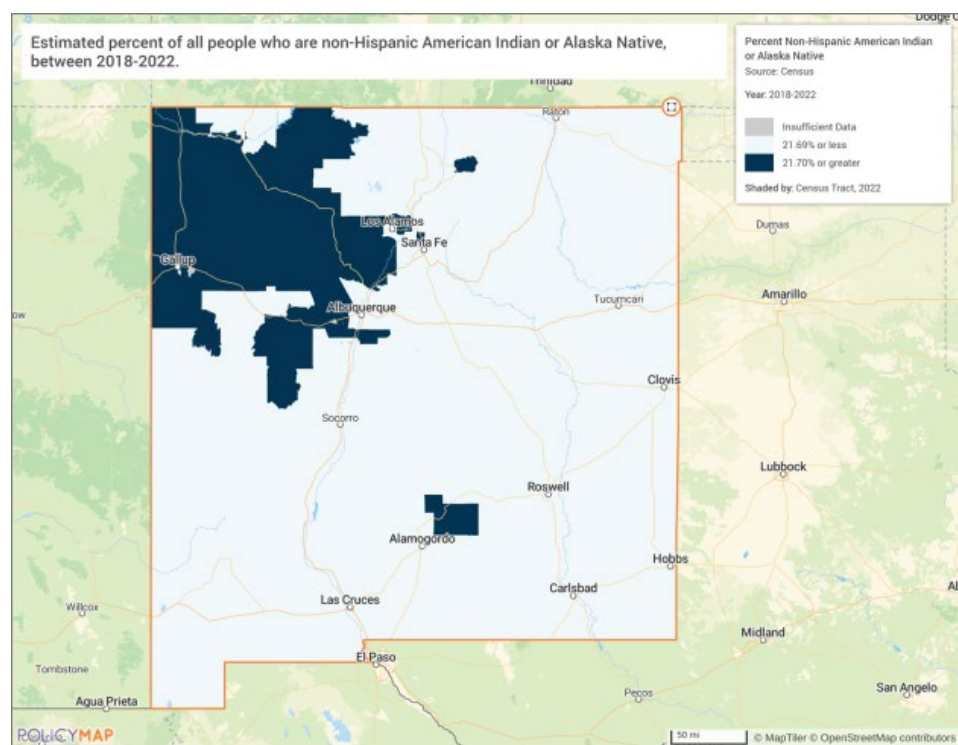 Dodge C
Estimated percent of all people who are non-Hispanic American Indian or Alaska Native,
between 2018-2022.
Percent Non-Hispanic American Indian
or Alaska Native
Source: Census
Year: 2018-2022
Insufficient Data
21.69% or less
21.70% or greater
Shaded by: Census Tract, 2022
Trinidad
Raton
Los Alamos
Dumas
Santa Fe
Gallup
Tucumcari
Amarillo
Albuquerque
ow
Clovis
Socorro
Lubbock
Roswell
Alamogordo
Hobbs
Carlsbad
Al
Las Cruces
Willcox
Midland
El Paso
Tombstone
San Angelo
Pecos
Agua Prieta
POLICYMAP
50 mi
© MapTiler © OpenStreetMap contributors